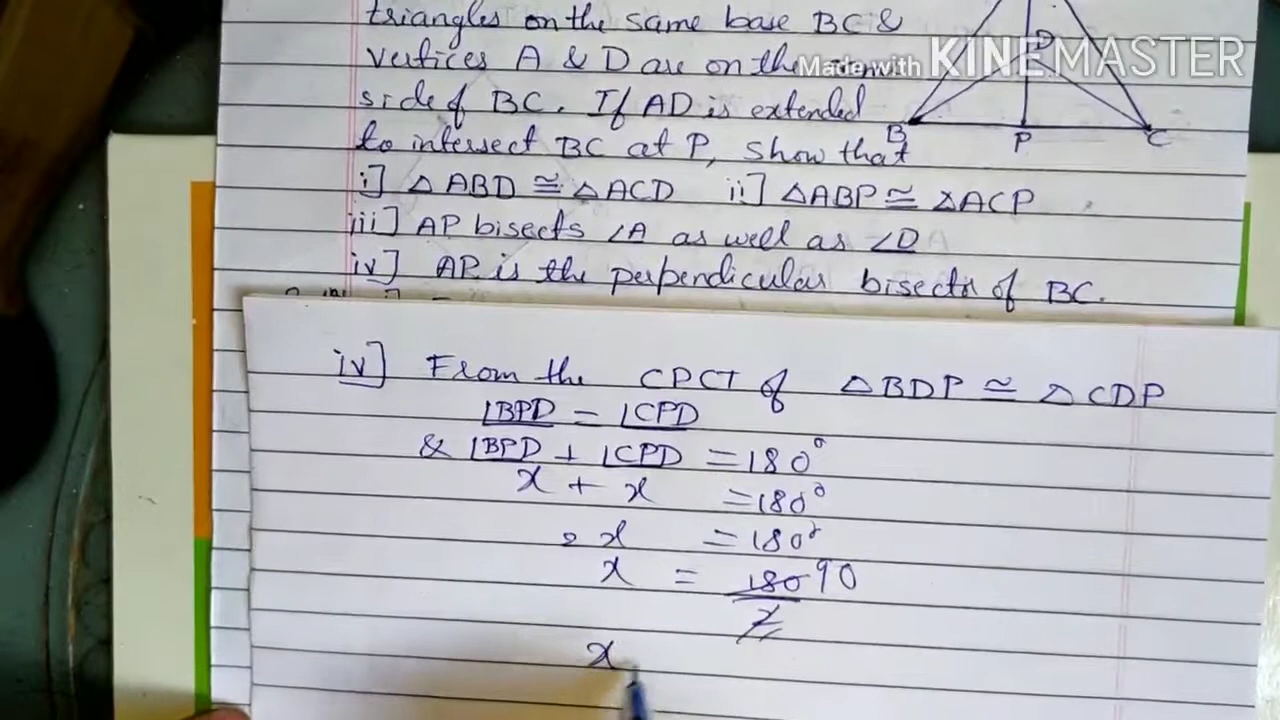 triangles on the same base BC &
vertices A & D are on the
Made with KINEMASTER
side of BC. If AD is extended
to intersect BC at P, Show that
D
B P C
i] △ABD ≅ △ACD ii] △ABP ≅ △ACP
iii] AP bisects ∠A as well as ∠D
iv] AP is the perpendicular bisector of BC.
iv] From the CPCT of △BDP ≅ △CDP
∠BPD = ∠CPD
& ∠BPD + ∠CPD = 180°
x + x = 180°
2x = 180°
x = 180 90
2
x